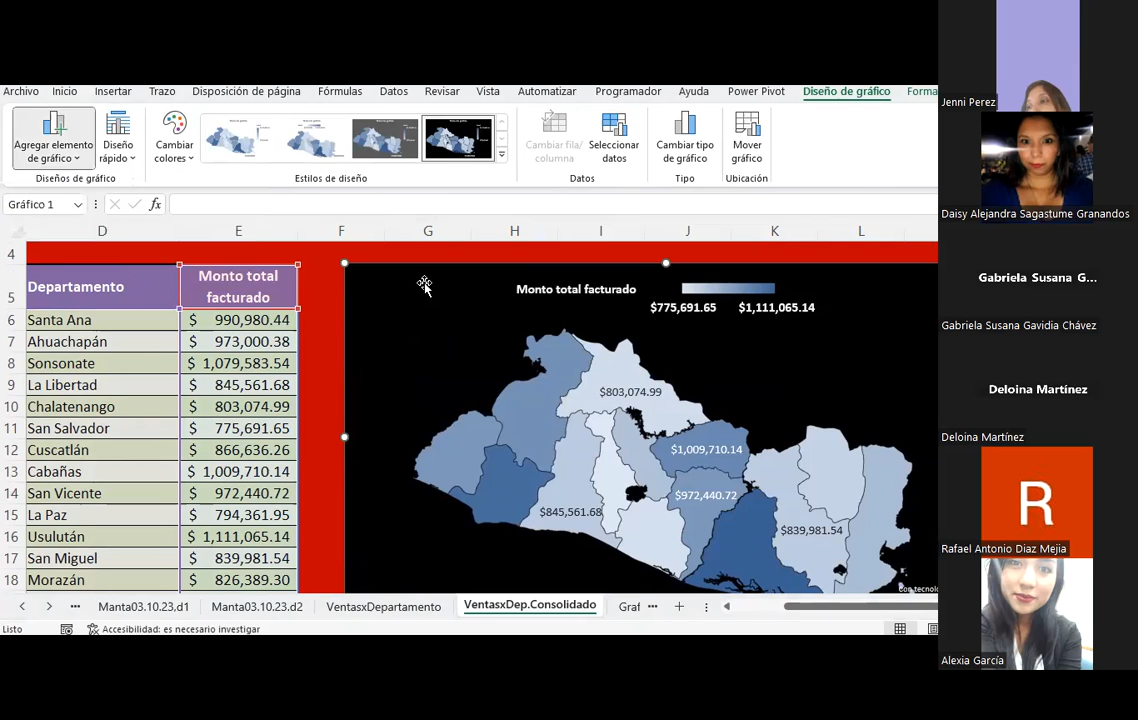 Archivo Inicio Insertar Trazo Disposición de página Fórmulas Datos Revisar Vista Automatizar Programador Ayuda Power Pivot Diseño de gráfico Forma
Agregar elemento de gráfico
Diseño rápido
Cambiar colores
Cambiar fila/ columna
Seleccionar datos
Cambiar tipo de gráfico
Mover gráfico
Diseños de gráfico Estilos de diseño Datos Tipo Ubicación
Gráfico 1 fx
D E F G H I J K L
4
5 Departamento Monto total facturado
6 Santa Ana $ 990,980.44
7 Ahuachapán $ 973,000.38
8 Sonsonate $ 1,079,583.54
9 La Libertad $ 845,561.68
10 Chalatenango $ 803,074.99
11 San Salvador $ 775,691.65
12 Cuscatlán $ 866,636.26
13 Cabañas $ 1,009,710.14
14 San Vicente $ 972,440.72
15 La Paz $ 794,361.95
16 Usulután $ 1,111,065.14
17 San Miguel $ 839,981.54
18 Morazán $ 826,389.30
Monto total facturado
$775,691.65 $1,111,065.14
$803,074.99
$1,009,710.14
$972,440.72
$845,561.68
$839,981.54
Con tecnolo
Manta03.10.23.d1 Manta03.10.23.d2 VentasxDepartamento VentasxDep.Consolidado Graf
Listo Accesibilidad: es necesario investigar
Jenni Perez
Daisy Alejandra Sagastume Granandos
Gabriela Susana G...
Gabriela Susana Gavidia Chávez
Deloina Martínez
Deloina Martínez
R
Rafael Antonio Diaz Mejia
Alexia García